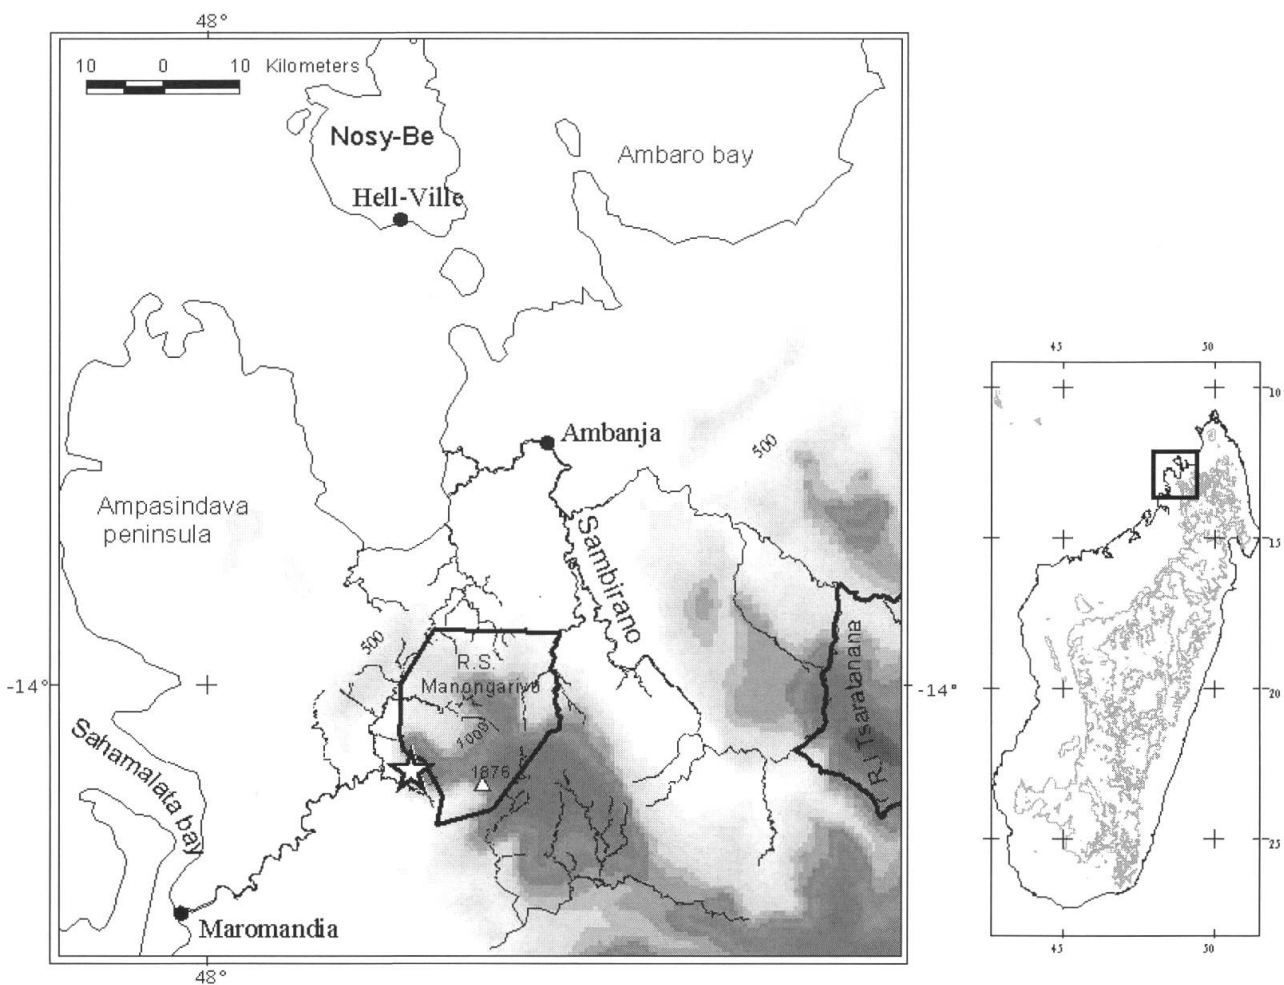 48°
10 0 10 Kilometers
Nosy-Be
Ambaro bay
Hell-Ville
Ambanja
500
Ampasindava
peninsula
Sambirano
500
R.S.
Manongarivo
-14°
-14°
1000
1876
R.I Tsaratanana
Sahamalata bay
Maromandia
48°
45 50
10
15
20
25
45 50